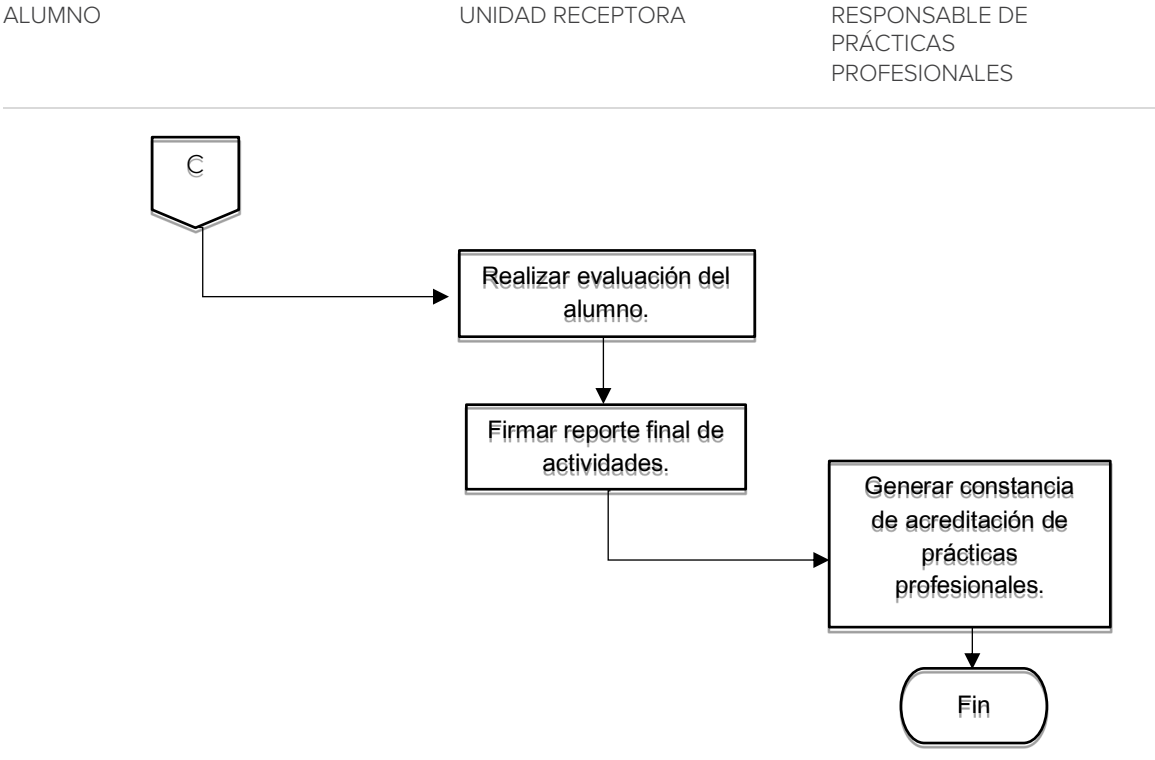 ALUMNO
UNIDAD RECEPTORA
RESPONSABLE DE
PRÁCTICAS
PROFESIONALES
C
Realizar evaluación del
alumno.
Firmar reporte final de
actividades.
Generar constancia
de acreditación de
prácticas
profesionales.
Fin